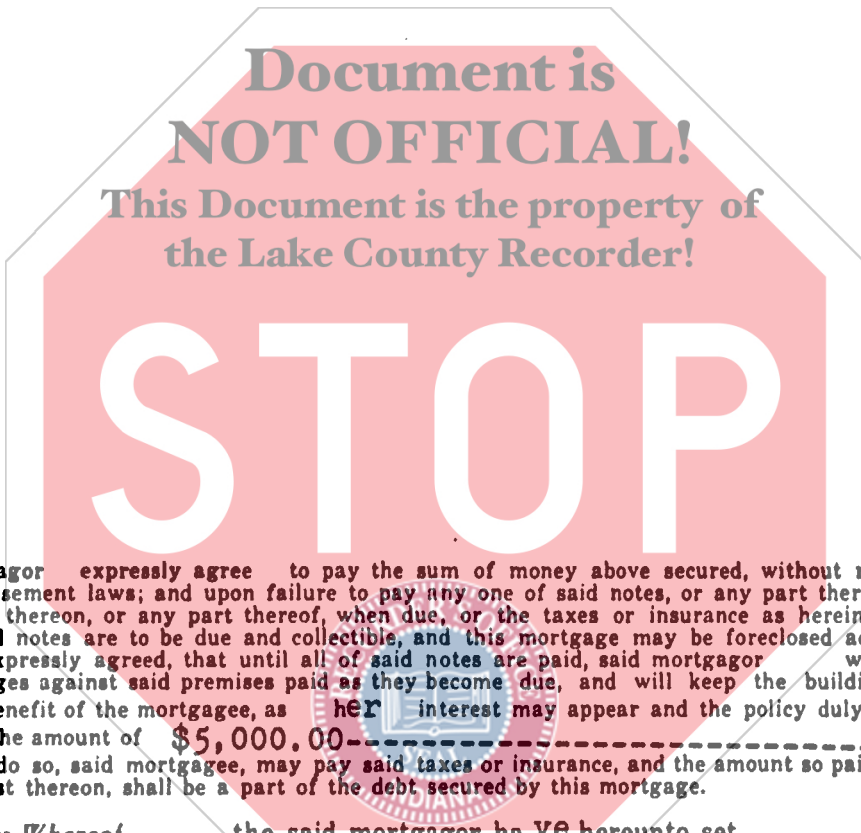 Document is
NOT OFFICIAL!
This Document is the property of
the Lake County Recorder!
STOP
agor expressly agree to pay the sum of money above secured, without r
sement laws; and upon failure to pay any one of said notes, or any part ther
thereon, or any part thereof, when due, or the taxes or insurance as herein
l notes are to be due and collectible, and this mortgage may be foreclosed ac
xpressly agreed, that until all of said notes are paid, said mortgagor w
ges against said premises paid as they become due, and will keep the buildi
enefit of the mortgagee, as her interest may appear and the policy duly
he amount of $5,000.00
do so, said mortgagee, may pay said taxes or insurance, and the amount so pai
st thereon, shall be a part of the debt secured by this mortgage.
Whereof the said mortgagor ha ve hereunto set
INDIANA